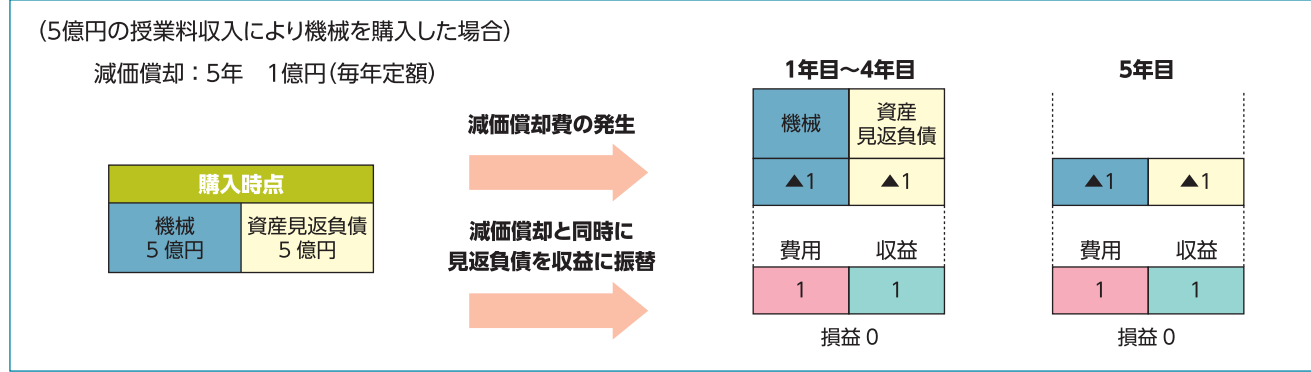 (5億円の授業料収入により機械を購入した場合)
減価償却：5年　1億円(毎年定額)
購入時点
機械
5億円
資産見返負債
5億円
減価償却費の発生
減価償却と同時に
見返負債を収益に振替
1年目～4年目
機械
資産
見返負債
▲1
▲1
費用
収益
1
1
損益0
5年目
▲1
▲1
費用
収益
1
1
損益0